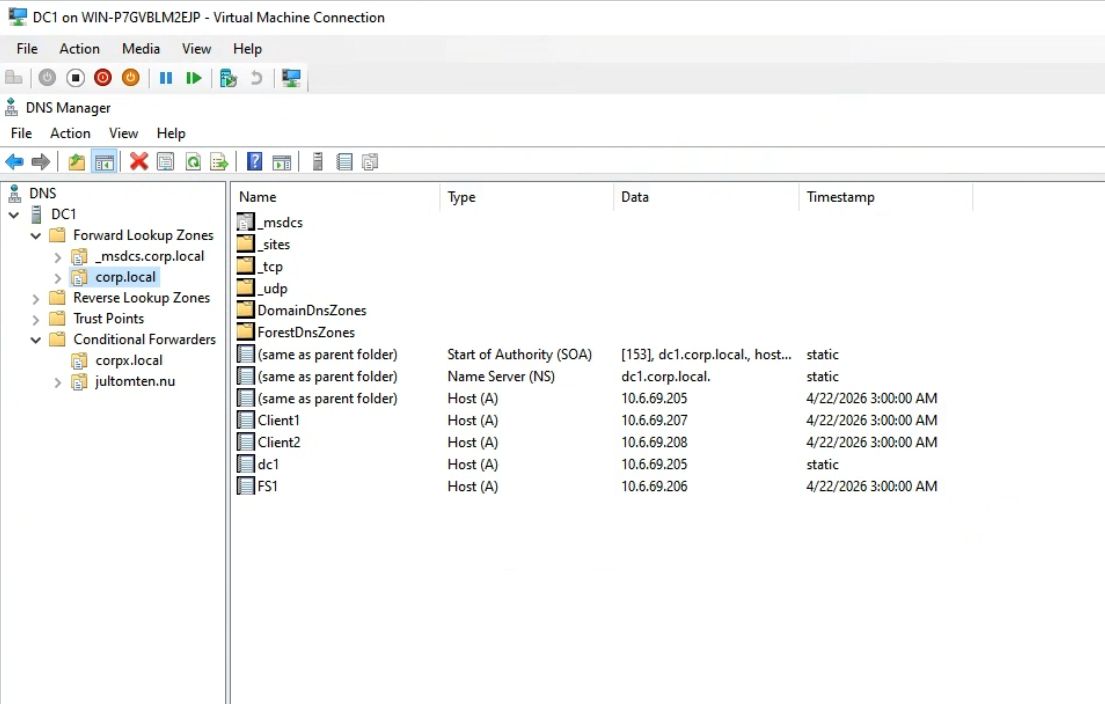 DC1 on WIN-P7GVBLM2EJP - Virtual Machine Connection
File Action Media View Help
DNS Manager
File Action View Help
DNS
DC1
Forward Lookup Zones
_msdcs.corp.local
corp.local
Reverse Lookup Zones
Trust Points
Conditional Forwarders
corpx.local
jultomten.nu
Name Type Data Timestamp
_msdcs
_sites
_tcp
_udp
DomainDnsZones
ForestDnsZones
(same as parent folder) Start of Authority (SOA) [153], dc1.corp.local., host... static
(same as parent folder) Name Server (NS) dc1.corp.local. static
(same as parent folder) Host (A) 10.6.69.205 4/22/2026 3:00:00 AM
Client1 Host (A) 10.6.69.207 4/22/2026 3:00:00 AM
Client2 Host (A) 10.6.69.208 4/22/2026 3:00:00 AM
dc1 Host (A) 10.6.69.205 static
FS1 Host (A) 10.6.69.206 4/22/2026 3:00:00 AM